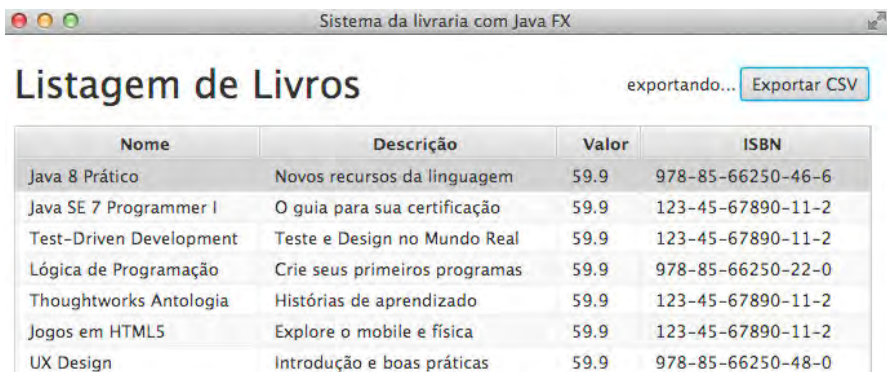 Sistema da livraria com Java FX
Listagem de Livros exportando... Exportar CSV
Nome Descrição Valor ISBN
Java 8 Prático Novos recursos da linguagem 59.9 978-85-66250-46-6
Java SE 7 Programmer I O guia para sua certificação 59.9 123-45-67890-11-2
Test-Driven Development Teste e Design no Mundo Real 59.9 123-45-67890-11-2
Lógica de Programação Crie seus primeiros programas 59.9 978-85-66250-22-0
Thoughtworks Antologia Histórias de aprendizado 59.9 123-45-67890-11-2
Jogos em HTML5 Explore o mobile e física 59.9 123-45-67890-11-2
UX Design Introdução e boas práticas 59.9 978-85-66250-48-0